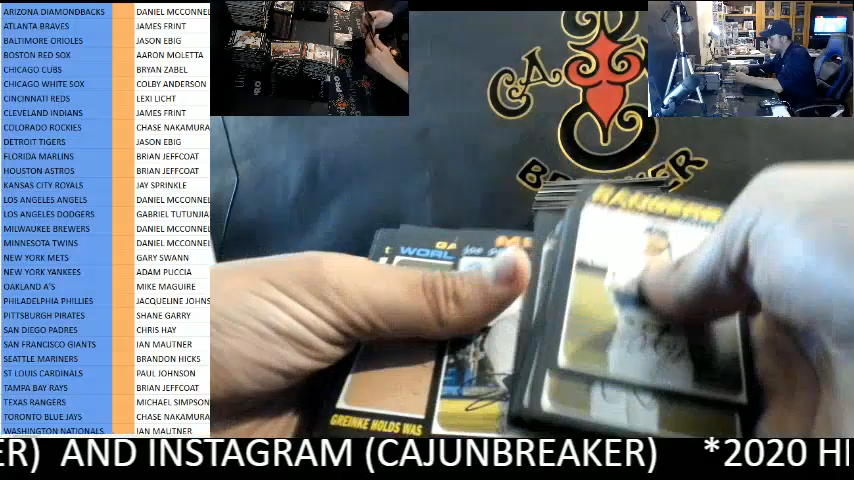 ARIZONA DIAMONDBACKS DANIEL MCCONNEL
ATLANTA BRAVES JAMES FRINT
BALTIMORE ORIOLES JASON EBIG
BOSTON RED SOX AARON MOLETTA
CHICAGO CUBS BRYAN ZABEL
CHICAGO WHITE SOX COLBY ANDERSON
CINCINNATI REDS LEXI LICHT
CLEVELAND INDIANS JAMES FRINT
COLORADO ROCKIES CHASE NAKAMURA
DETROIT TIGERS JASON EBIG
FLORIDA MARLINS BRIAN JEFFCOAT
HOUSTON ASTROS BRIAN JEFFCOAT
KANSAS CITY ROYALS JAY SPRINKLE
LOS ANGELES ANGELS DANIEL MCCONNEL
LOS ANGELES DODGERS GABRIEL TUTUNJIA
MILWAUKEE BREWERS DANIEL MCCONNEL
MINNESOTA TWINS DANIEL MCCONNEL
NEW YORK METS GARY SWANN
NEW YORK YANKEES ADAM PUCCIA
OAKLAND A'S MIKE MAGUIRE
PHILADELPHIA PHILLIES JACQUELINE JOHNS
PITTSBURGH PIRATES SHANE GARRY
SAN DIEGO PADRES CHRIS HAY
SAN FRANCISCO GIANTS IAN MAUTNER
SEATTLE MARINERS BRANDON HICKS
ST LOUIS CARDINALS PAUL JOHNSON
TAMPA BAY RAYS BRIAN JEFFCOAT
TEXAS RANGERS MICHAEL SIMPSON
TORONTO BLUE JAYS CHASE NAKAMURA
WASHINGTON NATIONALS IAN MAUTNER
CA
BREAKER
WORL
GREINKE HOLDS WAS
ER) AND INSTAGRAM (CAJUNBREAKER) *2020 HI